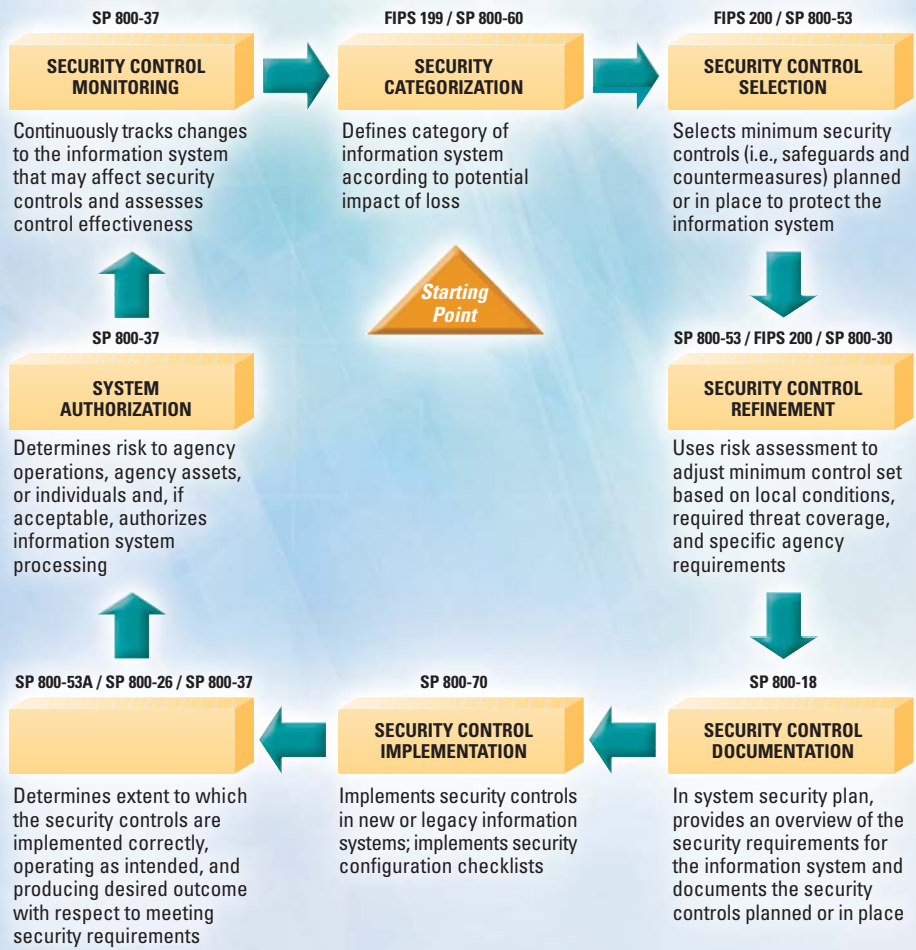 SP 800-37
SECURITY CONTROL
MONITORING
Continuously tracks changes
to the information system
that may affect security
controls and assesses
control effectiveness
FIPS 199 / SP 800-60
SECURITY
CATEGORIZATION
Defines category of
information system
according to potential
impact of loss
FIPS 200 / SP 800-53
SECURITY CONTROL
SELECTION
Selects minimum security
controls (i.e., safeguards and
countermeasures) planned
or in place to protect the
information system
Starting
Point
SP 800-37
SYSTEM
AUTHORIZATION
Determines risk to agency
operations, agency assets,
or individuals and, if
acceptable, authorizes
information system
processing
SP 800-53 / FIPS 200 / SP 800-30
SECURITY CONTROL
REFINEMENT
Uses risk assessment to
adjust minimum control set
based on local conditions,
required threat coverage,
and specific agency
requirements
SP 800-53A / SP 800-26 / SP 800-37
Determines extent to which
the security controls are
implemented correctly,
operating as intended, and
producing desired outcome
with respect to meeting
security requirements
SP 800-70
SECURITY CONTROL
IMPLEMENTATION
Implements security controls
in new or legacy information
systems; implements security
configuration checklists
SP 800-18
SECURITY CONTROL
DOCUMENTATION
In system security plan,
provides an overview of the
security requirements for
the information system and
documents the security
controls planned or in place